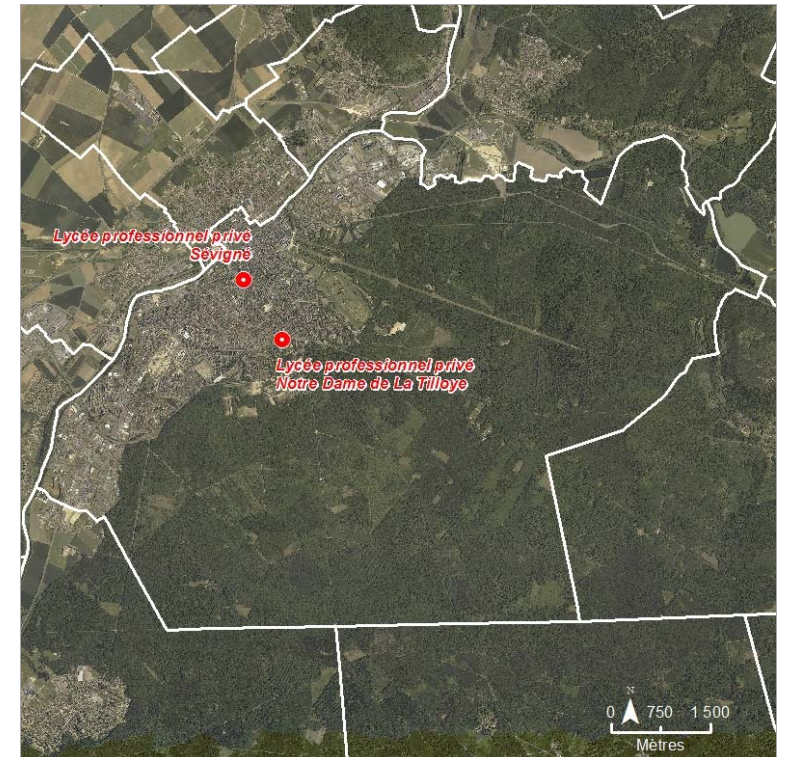 Lycée professionnel privé
Sévigné
Lycée professionnel privé
Notre Dame de La Tilloye
N
0 750 1 500
Mètres